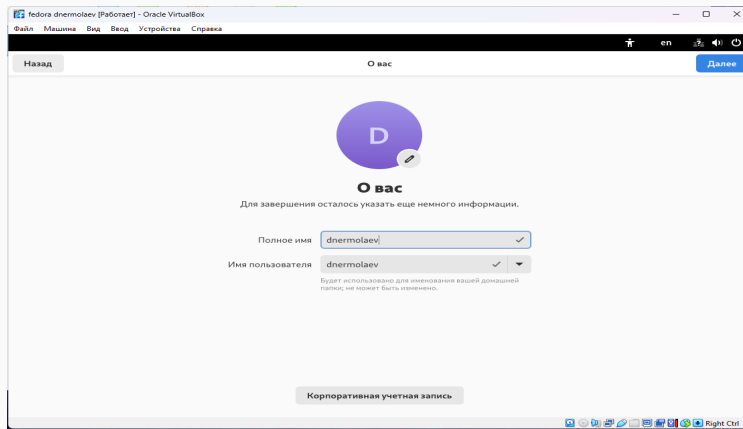 fedora dnermolaev [Работает] - Oracle VirtualBox
Файл Машина Вид Ввод Устройства Справка
en
Назад
О вас
Далее
D
О вас
Для завершения осталось указать еще немного информации.
Полное имя dnermolaev
Имя пользователя dnermolaev
Будет использовано для именования вашей домашней
папки; не может быть изменено.
Корпоративная учетная запись
Right Ctrl